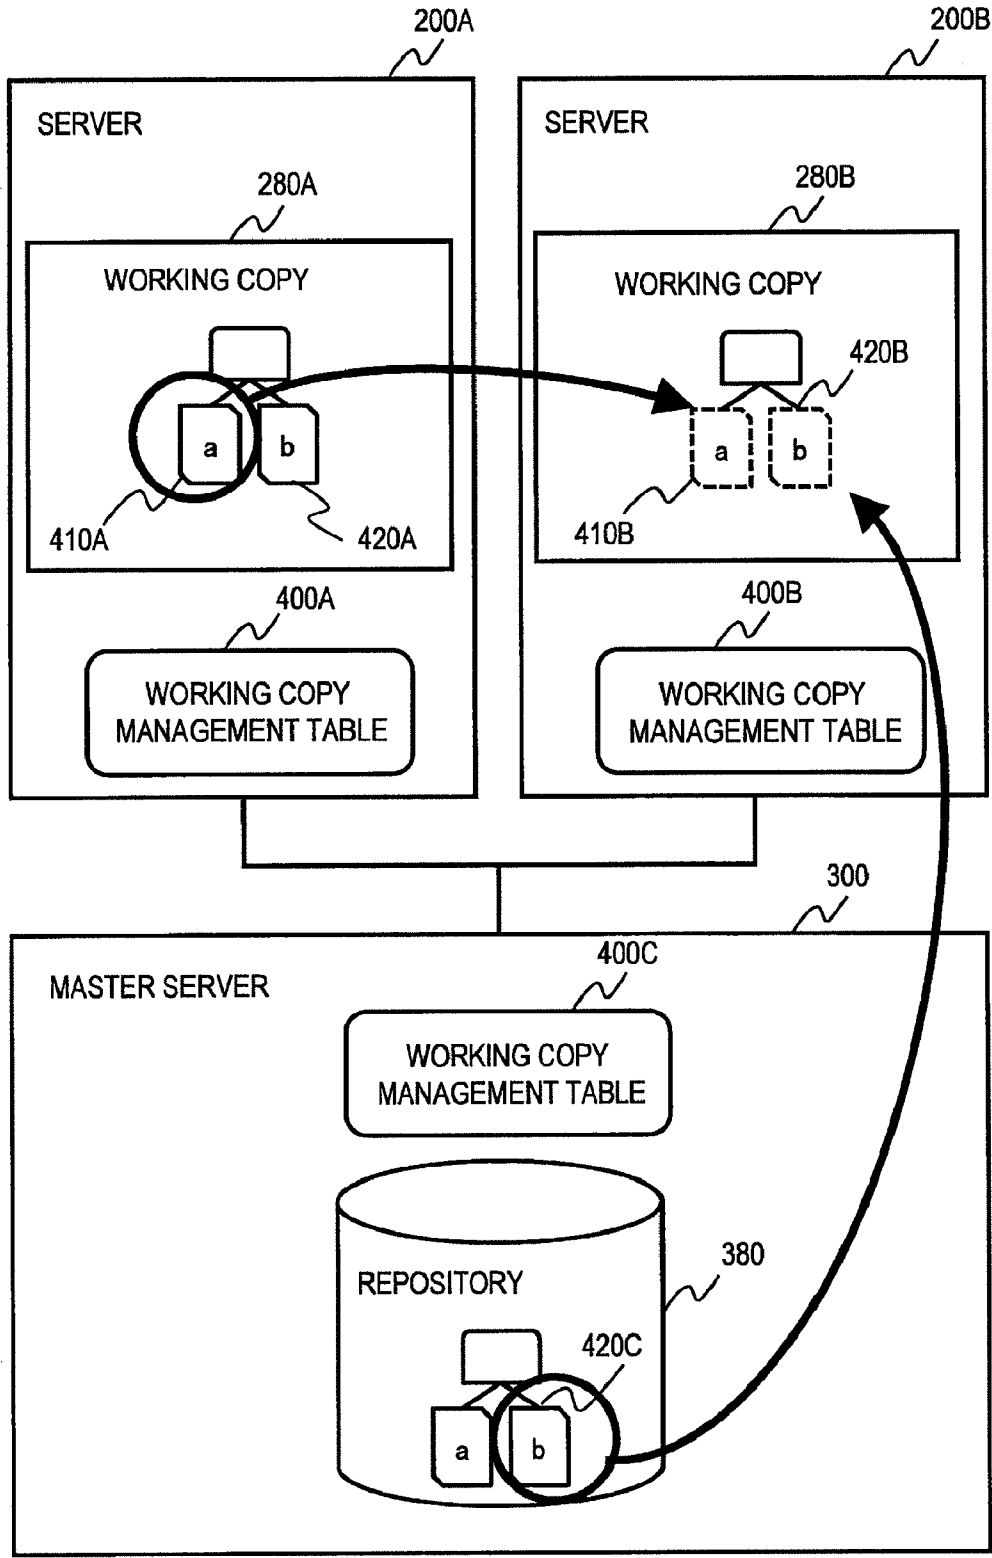 200A
200B
SERVER
SERVER
280A
280B
WORKING COPY
WORKING COPY
420B
a
b
a
b
410A
420A
410B
400A
400B
WORKING COPY
MANAGEMENT TABLE
WORKING COPY
MANAGEMENT TABLE
300
MASTER SERVER
400C
WORKING COPY
MANAGEMENT TABLE
380
REPOSITORY
420C
a
b